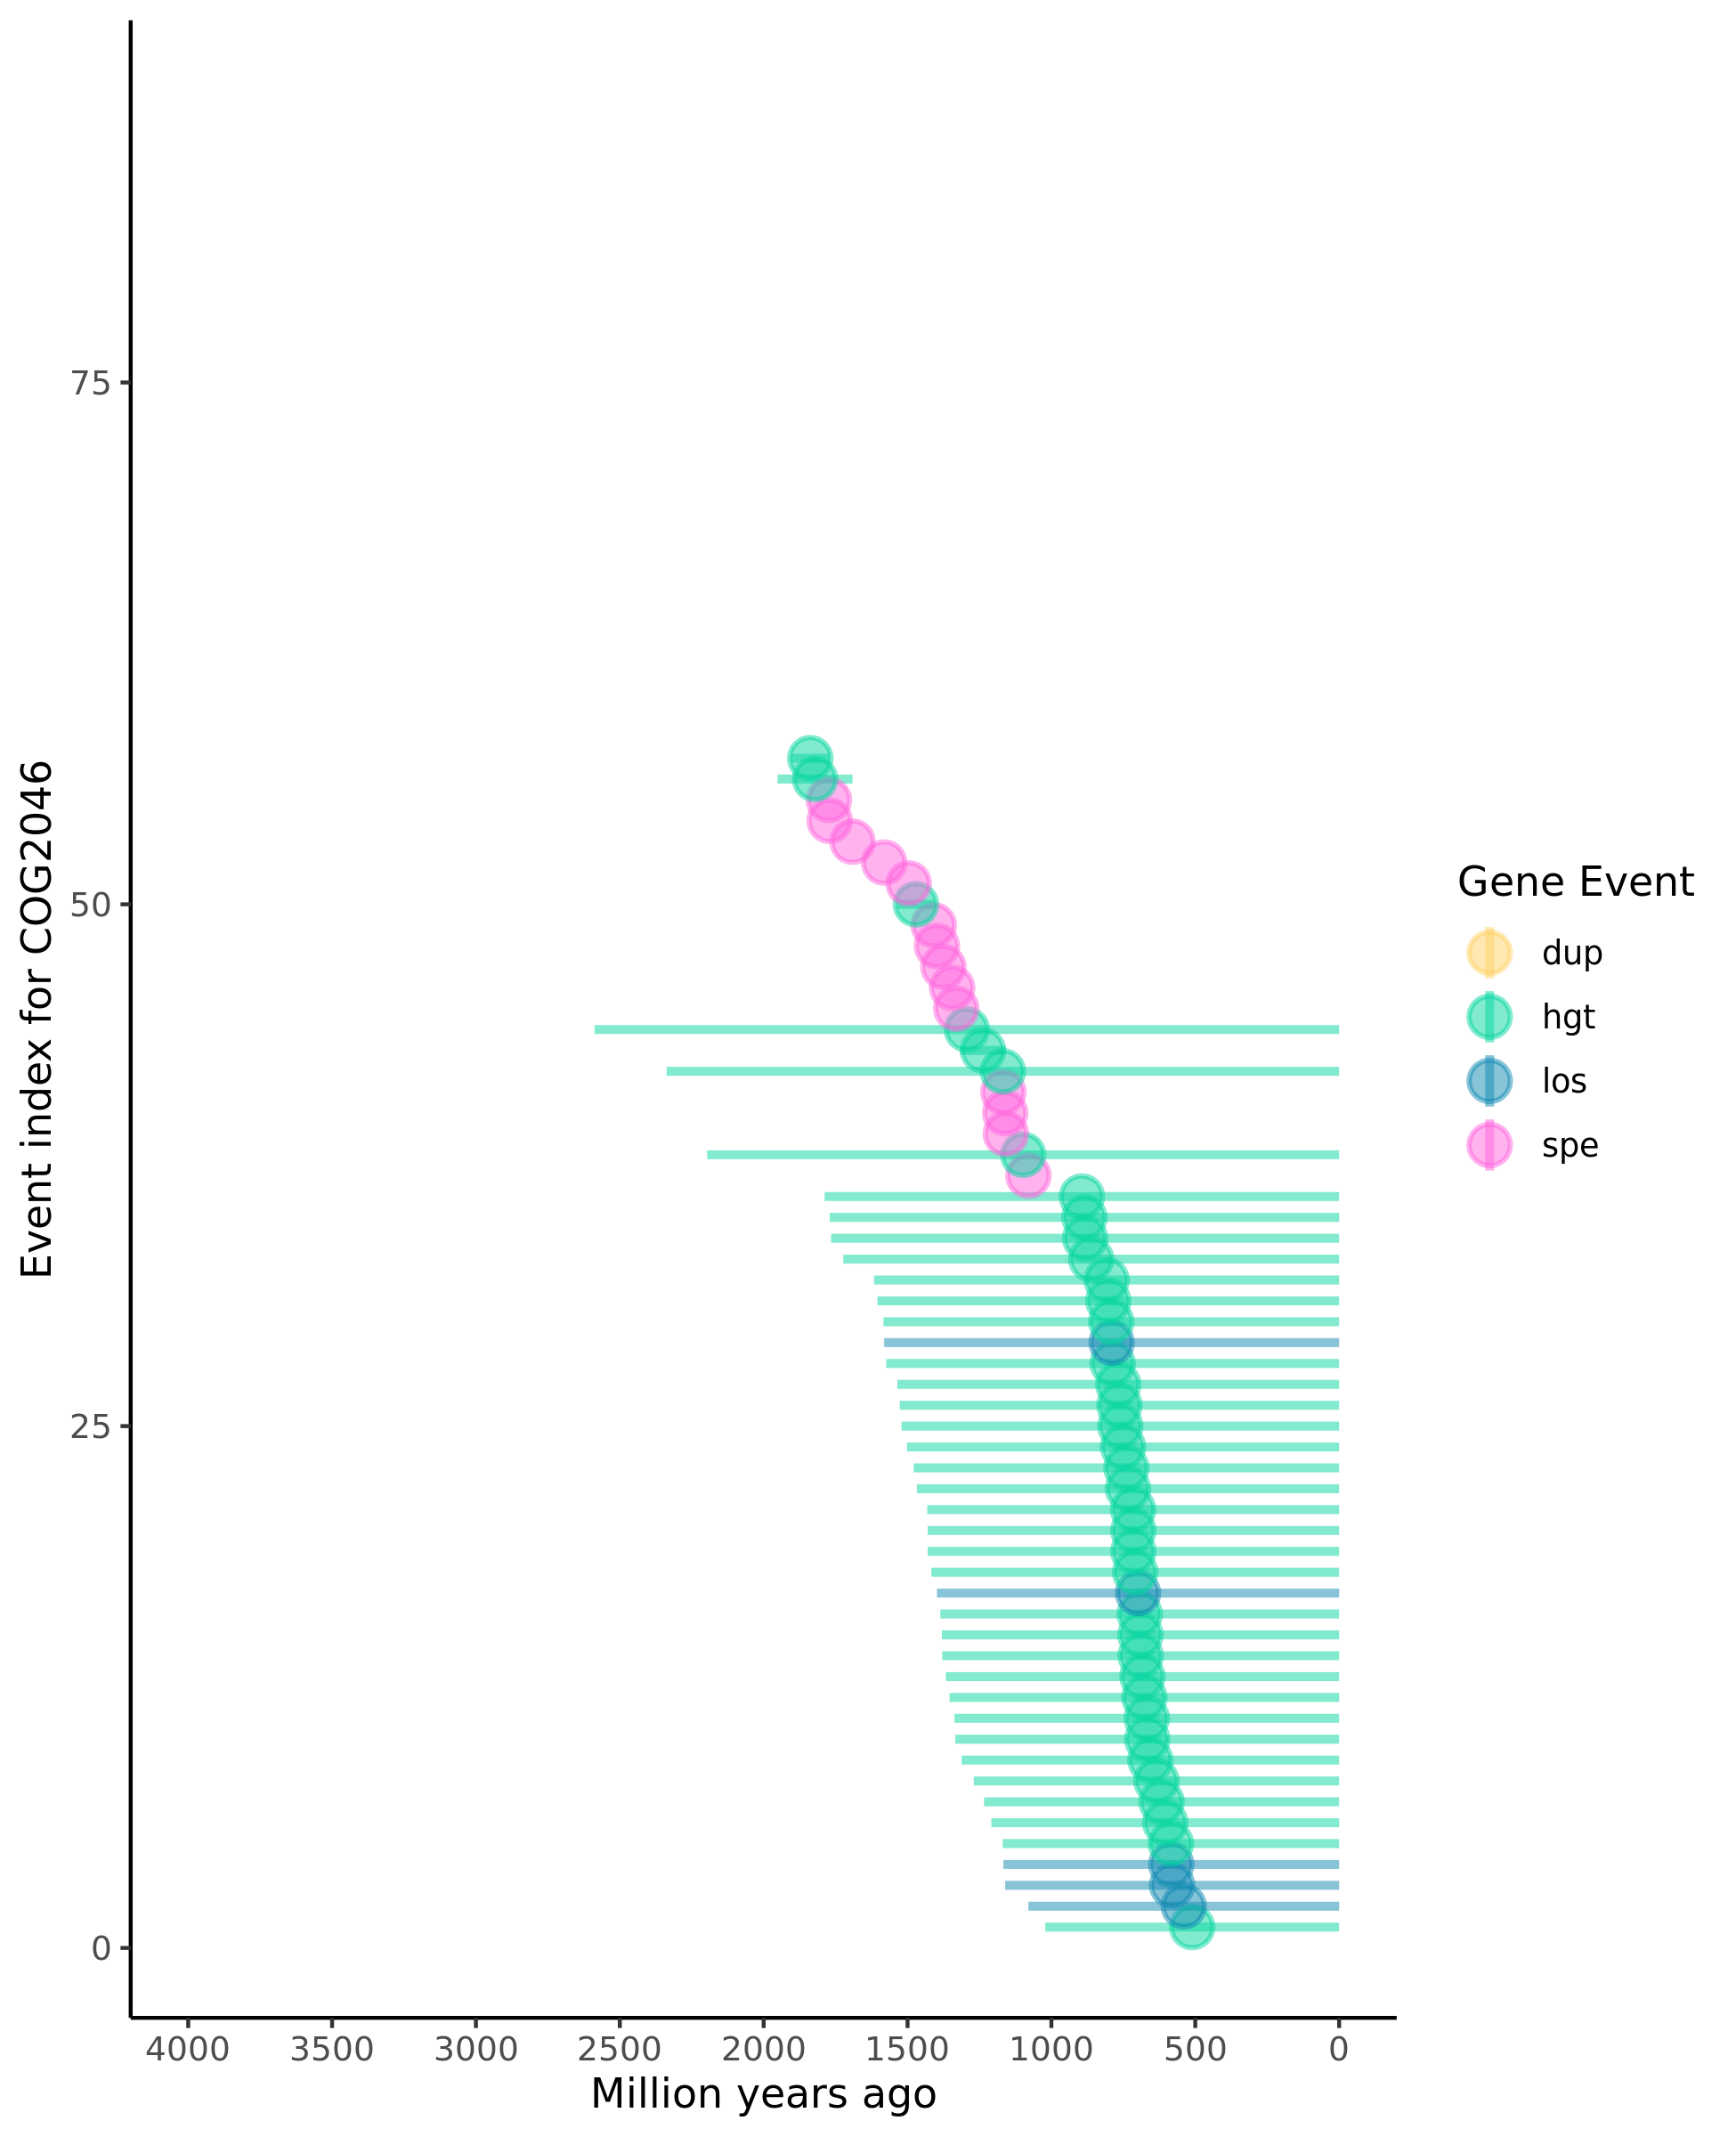 Event index for COG2046
75
50
25
0
4000 3500 3000 2500 2000 1500 1000 500 0
Million years ago
Gene Event
dup
hgt
los
spe